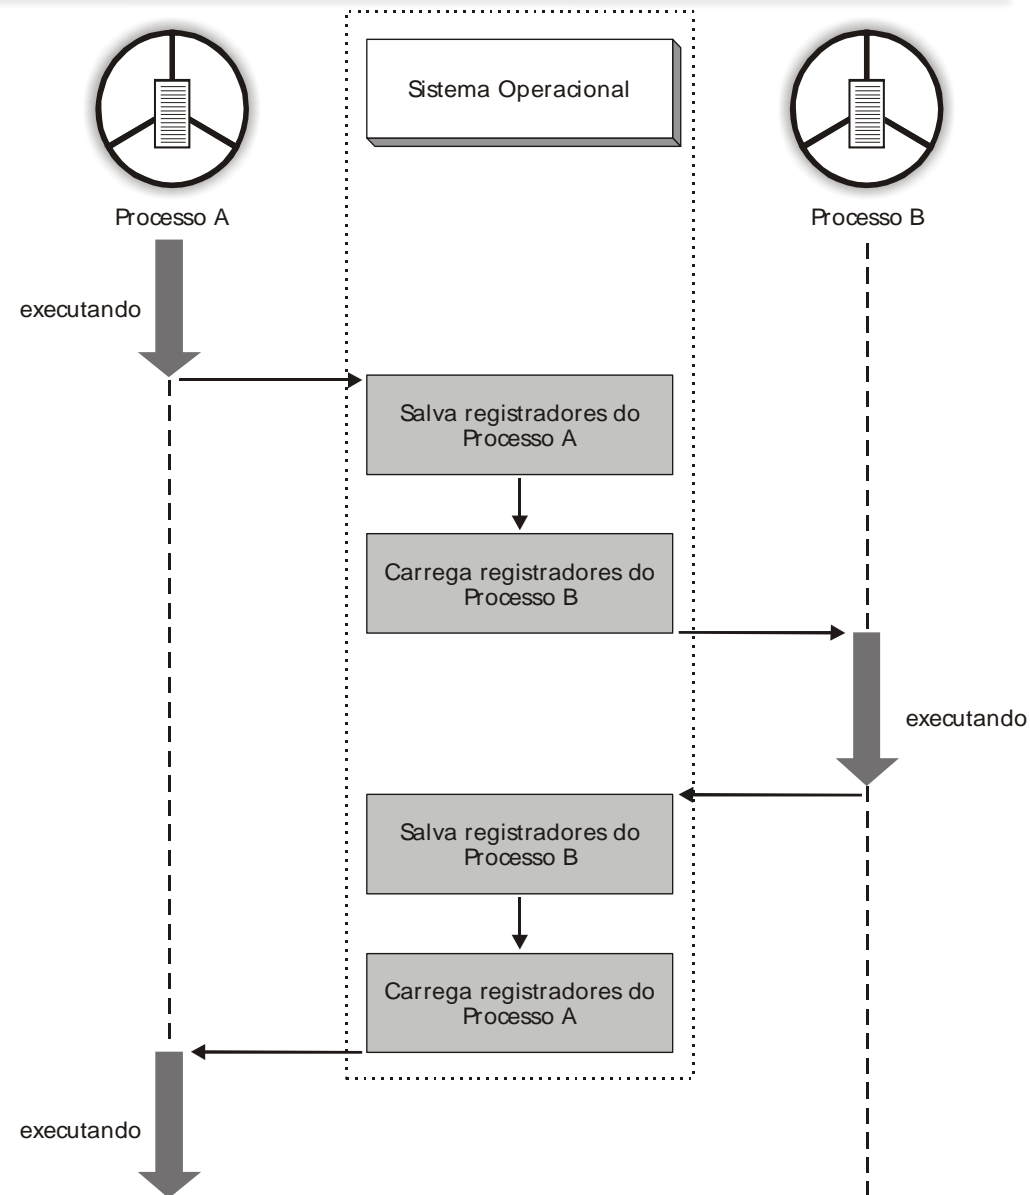 Sistema Operacional
Processo A
Processo B
executando
Salva registradores do
Processo A
Carrega registradores do
Processo B
executando
Salva registradores do
Processo B
Carrega registradores do
Processo A
executando